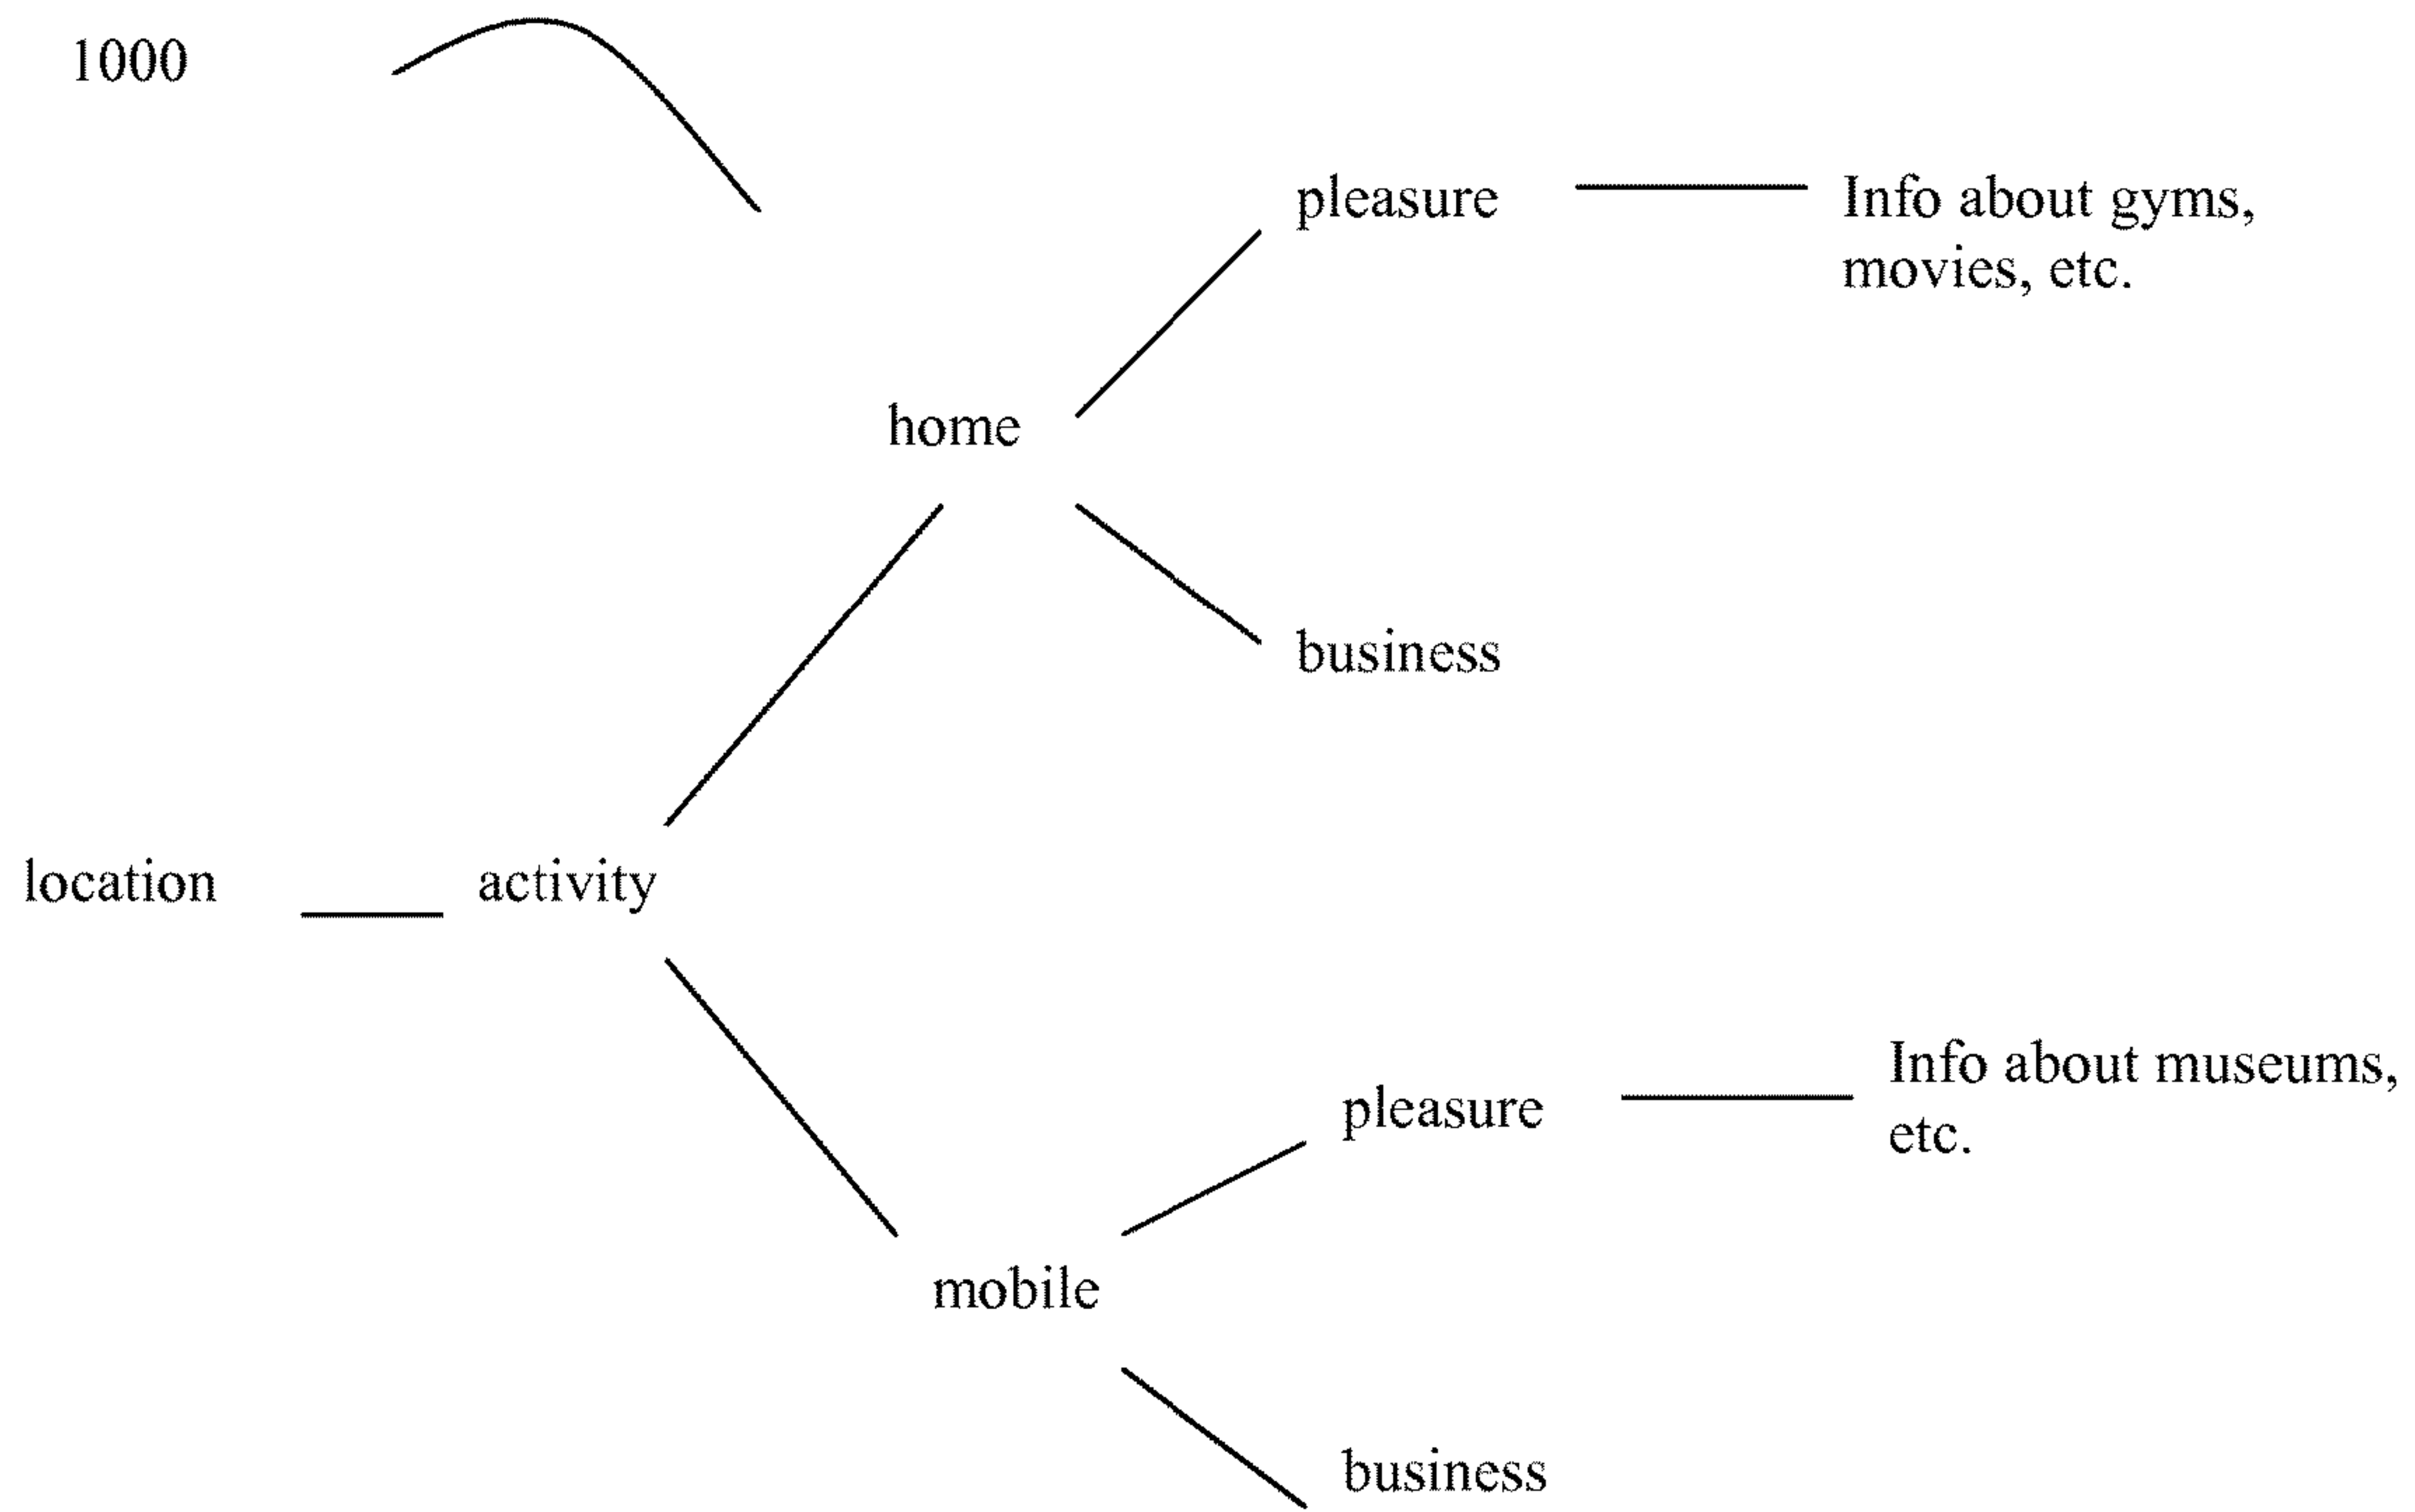 1000
pleasure
Info about gyms,
movies, etc.
home
business
location
activity
Info about museums,
etc.
pleasure
mobile
business